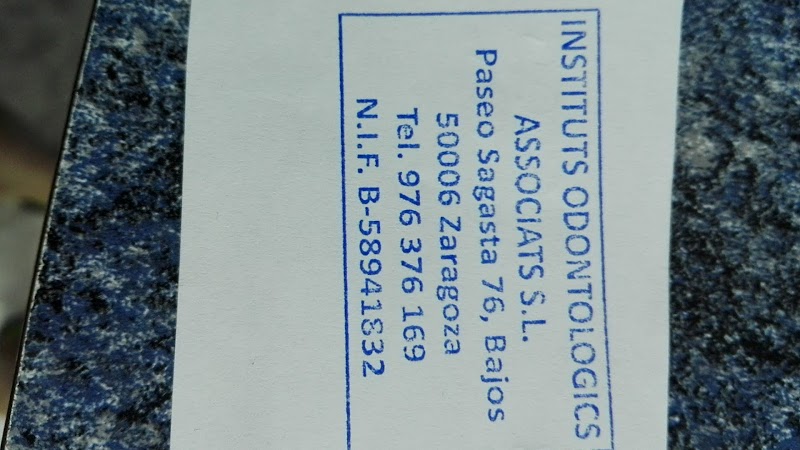 INSTITUTS ODONTOLOGICS
ASSOCIATS S.L.
Paseo Sagasta 76, Bajos
50006 Zaragoza
Tel. 976 376 169
N.I.F. B-58941832